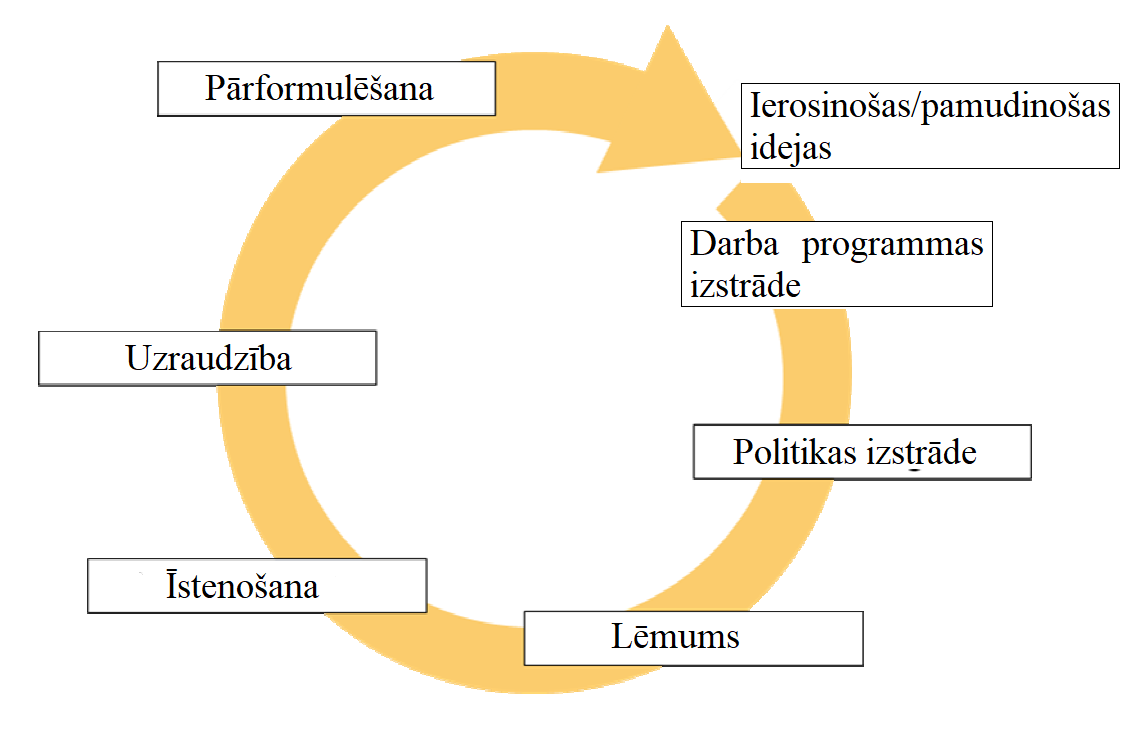 Pārformulēšana
Ierosinošas/pamudinošas
idejas
Darba programmas
izstrāde
Uzraudzība
Politikas izstrāde
Īstenošana
Lēmums